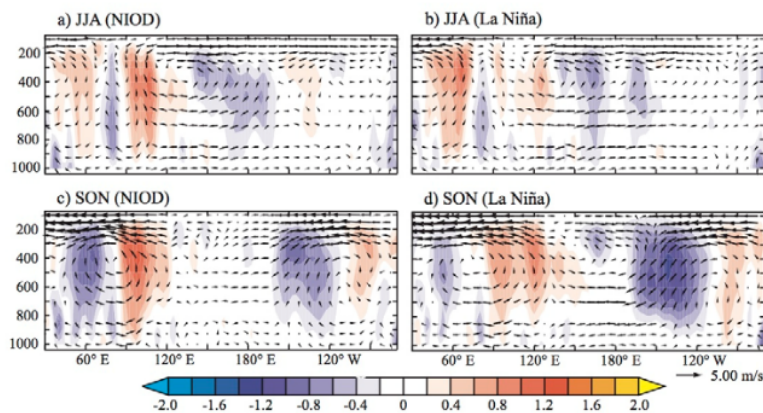 a) JJA (NIOD)
b) JJA (La Niña)
200
400
600
800
1000
c) SON (NIOD)
d) SON (La Niña)
200
400
600
800
1000
60° E 120° E 180° E 120° W
60° E 120° E 180° E 120° W
5.00 m/s
-2.0 -1.6 -1.2 -0.8 -0.4 0 0.4 0.8 1.2 1.6 2.0